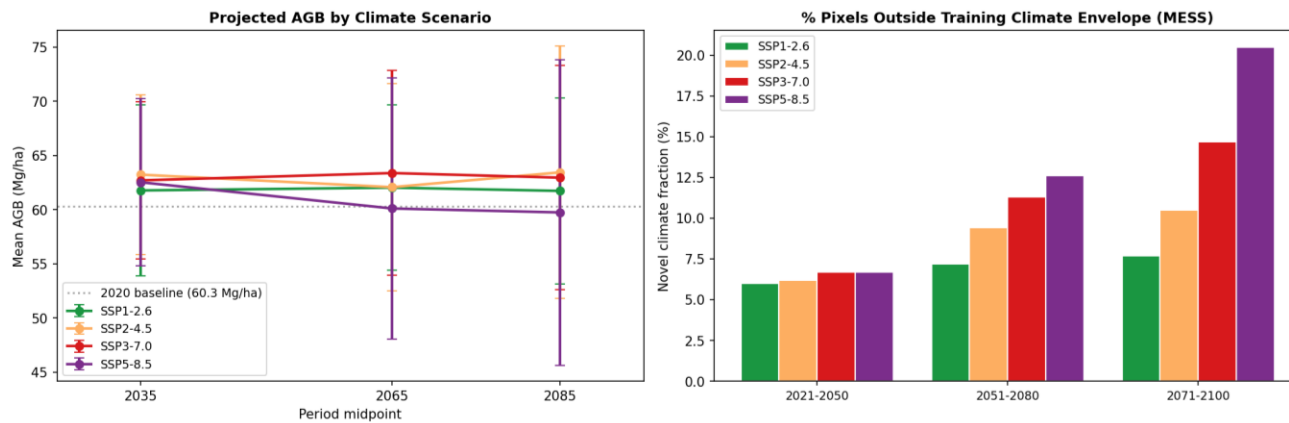 Projected AGB by Climate Scenario
Mean AGB (Mg/ha)
75
70
65
60
55
50
45
2020 baseline (60.3 Mg/ha)
SSP1-2.6
SSP2-4.5
SSP3-7.0
SSP5-8.5
2035
2065
2085
Period midpoint
% Pixels Outside Training Climate Envelope (MESS)
Novel climate fraction (%)
20.0
17.5
15.0
12.5
10.0
7.5
5.0
2.5
0.0
SSP1-2.6
SSP2-4.5
SSP3-7.0
SSP5-8.5
2021-2050
2051-2080
2071-2100